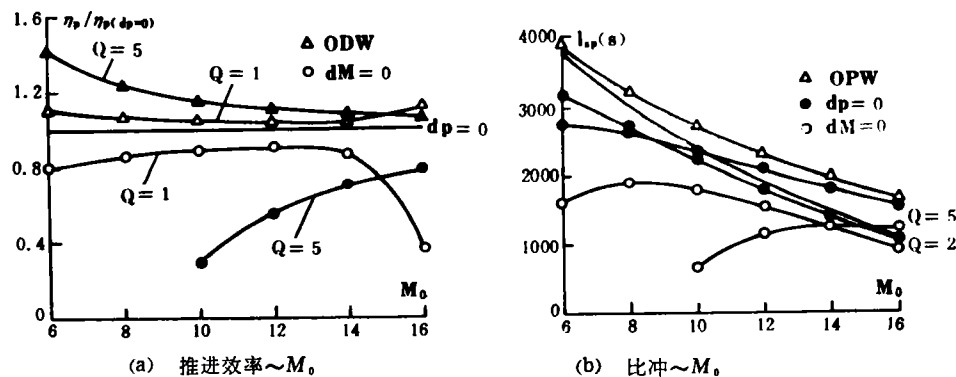 1.6
ηp/ηp(dp=0)
Q=5
▲ ODW
○ dM=0
Q=1
1.2
dp=0
0.8
Q=1
0.4
Q=5
M₀
0
6 8 10 12 14 16
(a) 推进效率~M₀
4000
Isp(s)
△ OPW
● dp=0
○ dM=0
3000
2000
Q=5
1000
Q=2
M₀
6 8 10 12 14 16
(b) 比冲~M₀